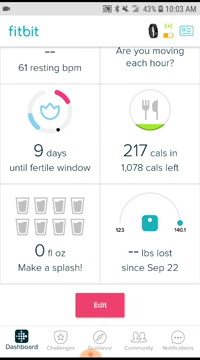 43% 10:03 AM
fitbit
--
61 resting bpm
Are you moving
each hour?
9 days
until fertile window
217 cals in
1,078 cals left
0 fl oz
Make a splash!
123 140.1
-- lbs lost
since Sep 22
Edit
Dashboard Challenges Guidance Community Notifications